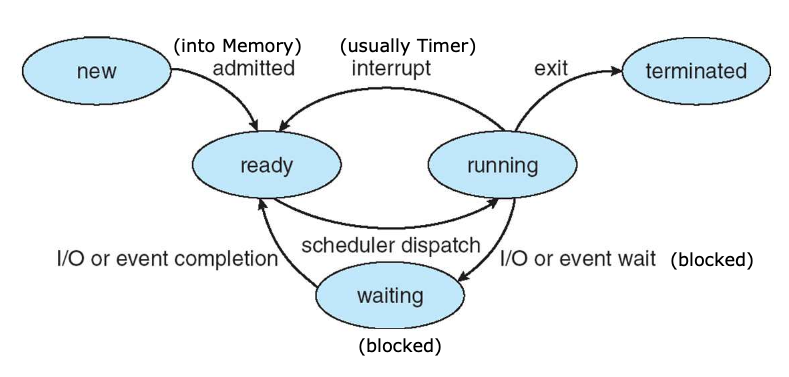 new
(into Memory)
admitted
(usually Timer)
interrupt
exit
terminated
ready
running
scheduler dispatch
I/O or event completion
I/O or event wait (blocked)
waiting
(blocked)